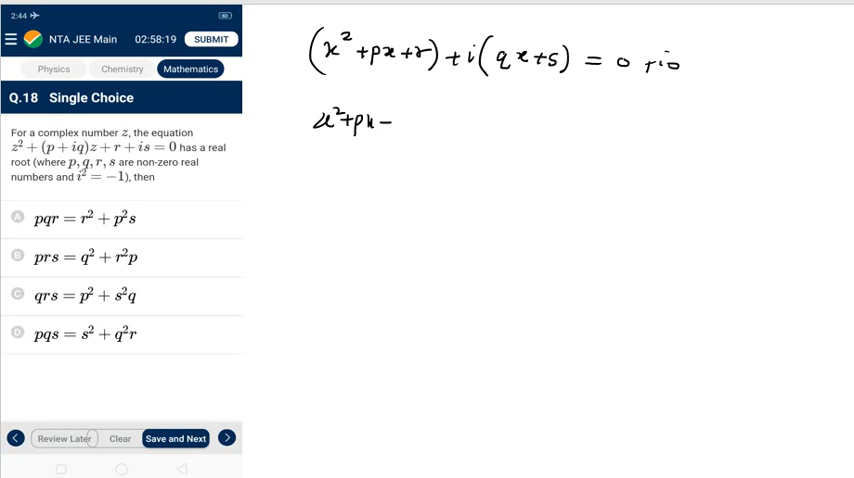 2:44
NTA JEE Main 02:58:19 SUBMIT
Physics Chemistry Mathematics
Q.18 Single Choice
For a complex number z, the equation
z² + (p + iq)z + r + is = 0 has a real
root (where p, q, r, s are non-zero real
numbers and i² = −1), then
A pqr = r² + p²s
B prs = q² + r²p
C qrs = p² + s²q
D pqs = s² + q²r
Review Later Clear Save and Next
(x² + px + r) + i(qx + s) = 0 + i0
x² + px −